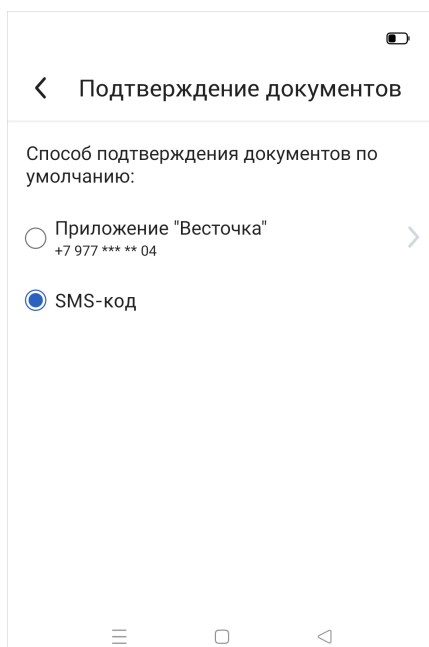 Подтверждение документов
Способ подтверждения документов по
умолчанию:
Приложение "Весточка"
+7 977 *** ** 04
SMS-код